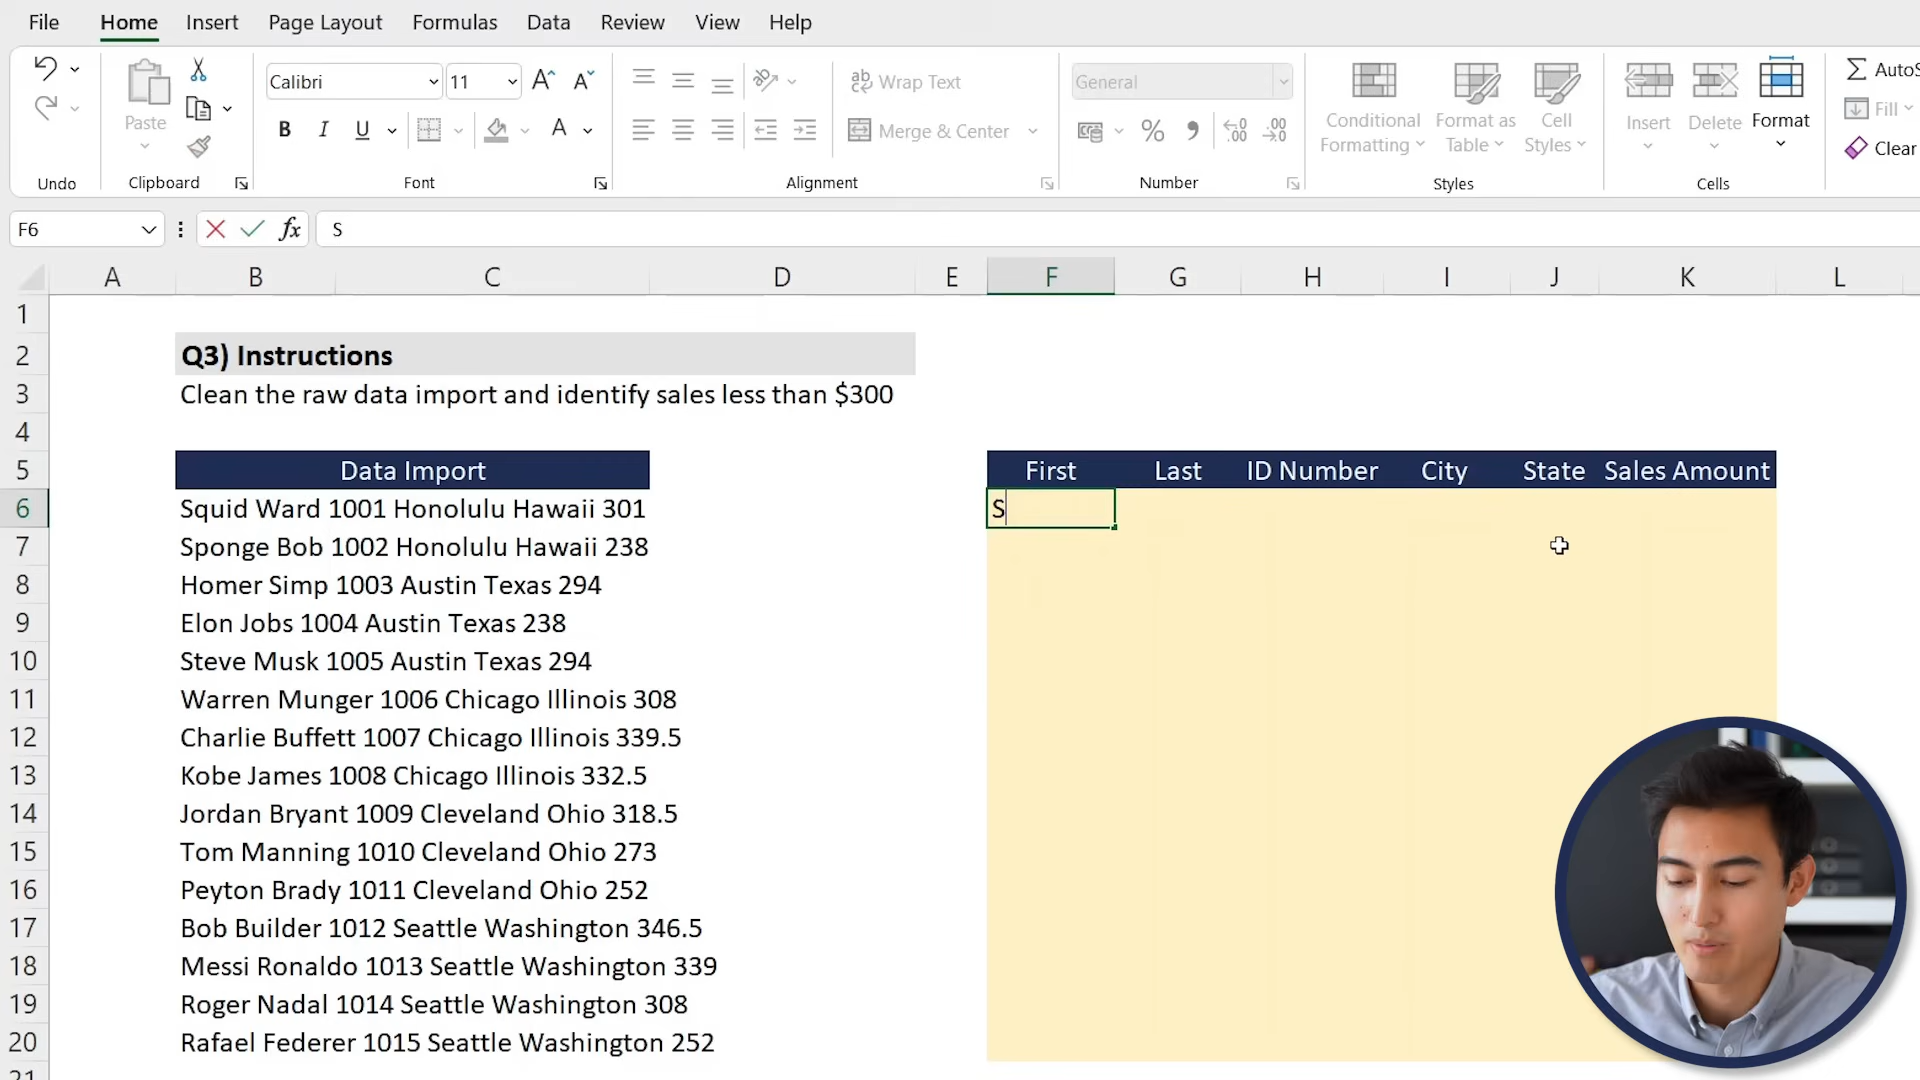 File Home Insert Page Layout Formulas Data Review View Help
Calibri 11 A A ab Wrap Text General AutoS
Paste B I U A Merge & Center % Conditional Formatting Format as Table Cell Styles Insert Delete Format Fill Clear
Undo Clipboard Font Alignment Number Styles Cells
F6 fx S
A B C D E F G H I J K L
1
2 Q3) Instructions
3 Clean the raw data import and identify sales less than $300
4
5 Data Import First Last ID Number City State Sales Amount
6 Squid Ward 1001 Honolulu Hawaii 301 S
7 Sponge Bob 1002 Honolulu Hawaii 238
8 Homer Simp 1003 Austin Texas 294
9 Elon Jobs 1004 Austin Texas 238
10 Steve Musk 1005 Austin Texas 294
11 Warren Munger 1006 Chicago Illinois 308
12 Charlie Buffett 1007 Chicago Illinois 339.5
13 Kobe James 1008 Chicago Illinois 332.5
14 Jordan Bryant 1009 Cleveland Ohio 318.5
15 Tom Manning 1010 Cleveland Ohio 273
16 Peyton Brady 1011 Cleveland Ohio 252
17 Bob Builder 1012 Seattle Washington 346.5
18 Messi Ronaldo 1013 Seattle Washington 339
19 Roger Nadal 1014 Seattle Washington 308
20 Rafael Federer 1015 Seattle Washington 252